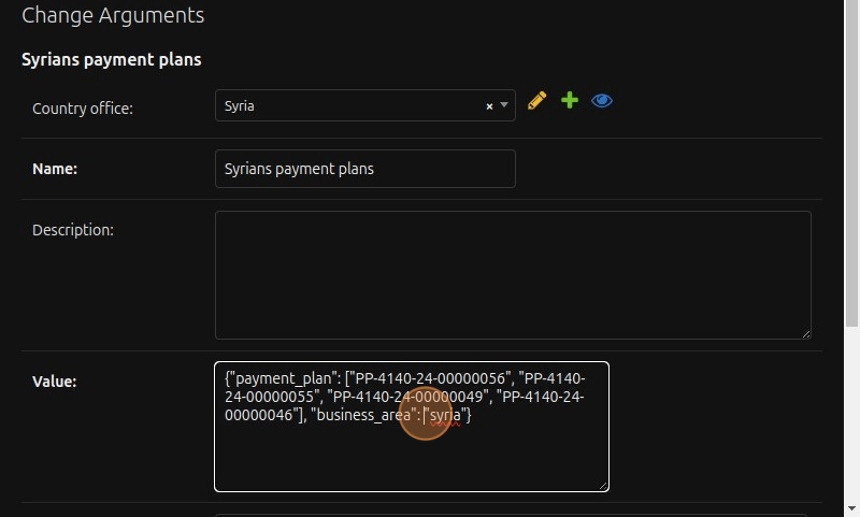 Change Arguments
Syrians payment plans
Country office:
Syria
Name:
Syrians payment plans
Description:
Value:
{"payment_plan": ["PP-4140-24-00000056", "PP-4140-
24-00000055", "PP-4140-24-00000049", "PP-4140-24-
00000046"], "business_area": "syria"}